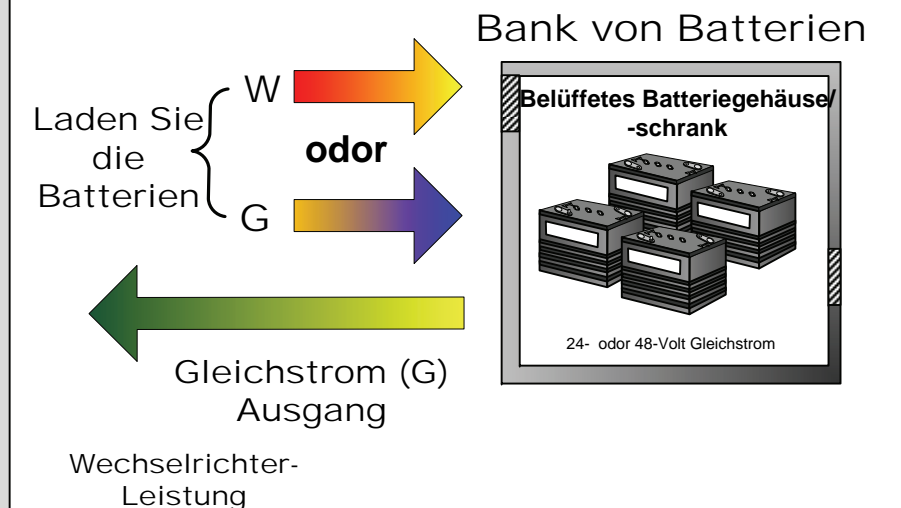 Bank von Batterien
Laden Sie
die
Batterien
W
odor
G
Belüffetes Batteriegehäuse/
-schrank
24- odor 48-Volt Gleichstrom
Gleichstrom (G)
Ausgang
Wechselrichter-
Leistung